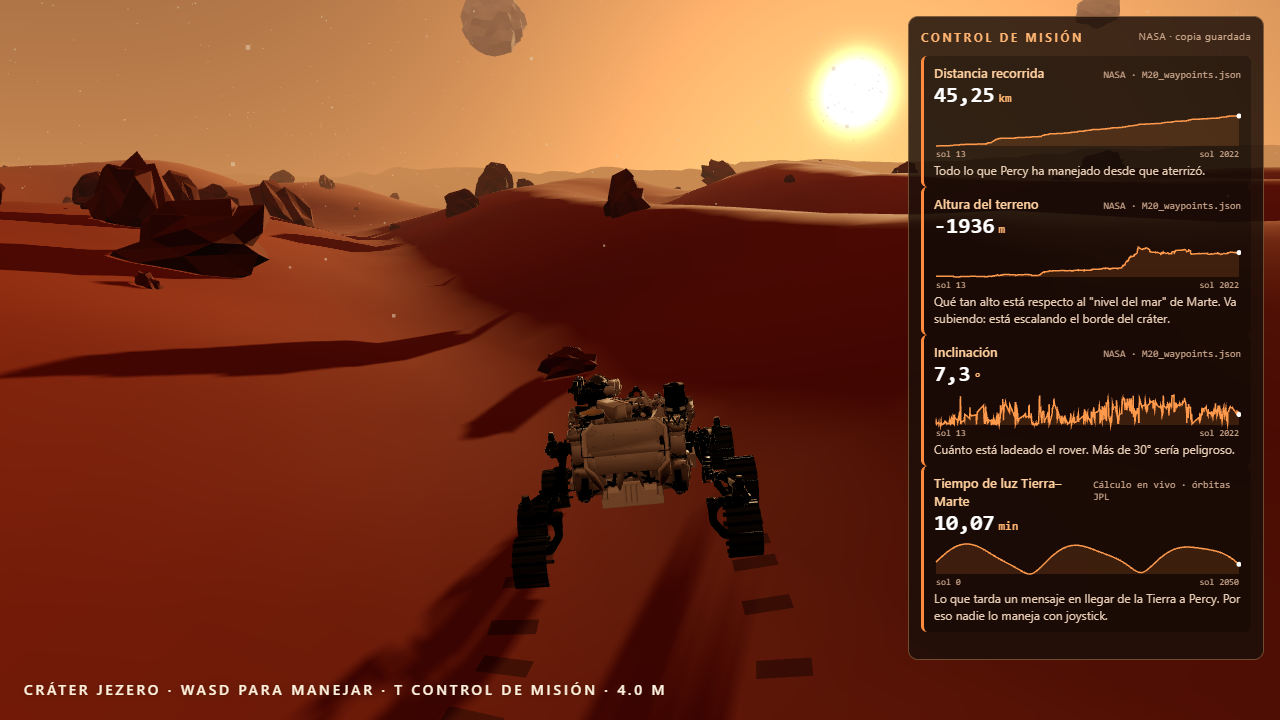 CONTROL DE MISIÓN NASA · copia guardada
Distancia recorrida NASA · M20_waypoints.json
45,25 km
sol 13 sol 2022
Todo lo que Percy ha manejado desde que aterrizó.
Altura del terreno NASA · M20_waypoints.json
-1936 m
sol 13 sol 2022
Qué tan alto está respecto al "nivel del mar" de Marte. Va
subiendo: está escalando el borde del cráter.
Inclinación NASA · M20_waypoints.json
7,3 °
sol 13 sol 2022
Cuánto está ladeado el rover. Más de 30° sería peligroso.
Tiempo de luz Tierra–
Marte
Cálculo en vivo · órbitas
JPL
10,07 min
sol 0 sol 2050
Lo que tarda un mensaje en llegar de la Tierra a Percy. Por
eso nadie lo maneja con joystick.
CRÁTER JEZERO · WASD PARA MANEJAR · T CONTROL DE MISIÓN · 4.0 M